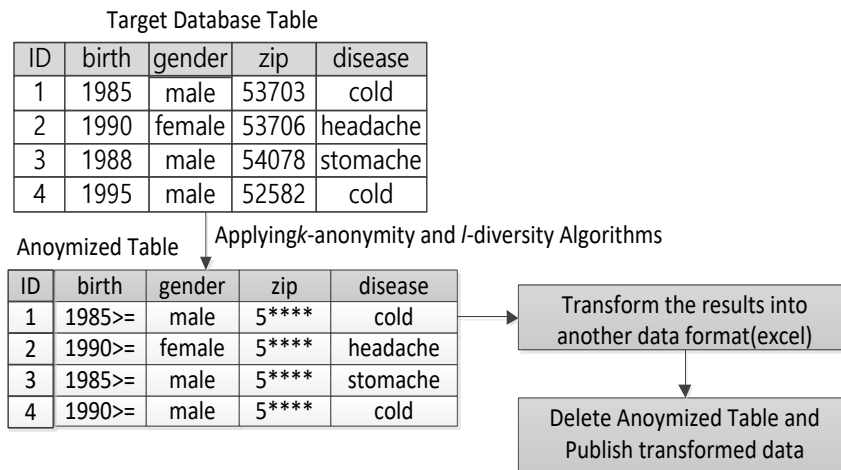 Target Database Table
ID birth gender zip disease
1 1985 male 53703 cold
2 1990 female 53706 headache
3 1988 male 54078 stomache
4 1995 male 52582 cold
Applyingk-anonymity and l-diversity Algorithms
Anoymized Table
ID birth gender zip disease
1 1985>= male 5**** cold
2 1990>= female 5**** headache
3 1985>= male 5**** stomache
4 1990>= male 5**** cold
Transform the results into
another data format(excel)
Delete Anoymized Table and
Publish transformed data